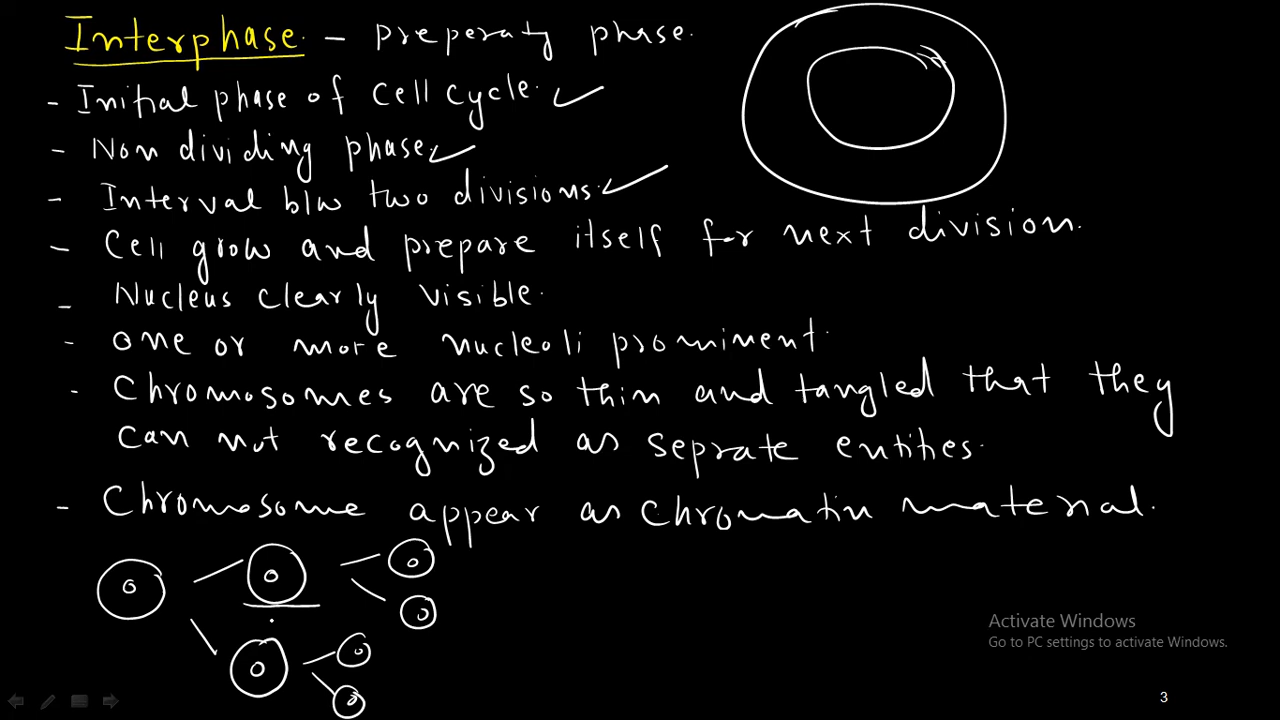 Interphase - preperaty phase.
- Initial phase of cell cycle.
- Non dividing phase
- Interval b/w two divisions.
- Cell grow and prepare itself for next division.
- Nucleus clearly visible.
- One or more nucleoli prominent.
- Chromosomes are so thin and tangled that they
can not recognized as seprate entities.
- Chromosome appear as chromatin material.
Activate Windows
Go to PC settings to activate Windows.
3